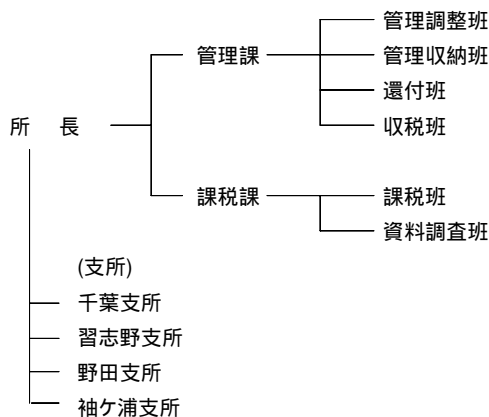 管理調整班
管理課 管理収納班
還付班
所 長 収税班
課税課 課税班
資料調査班
(支所)
千葉支所
習志野支所
野田支所
袖ケ浦支所